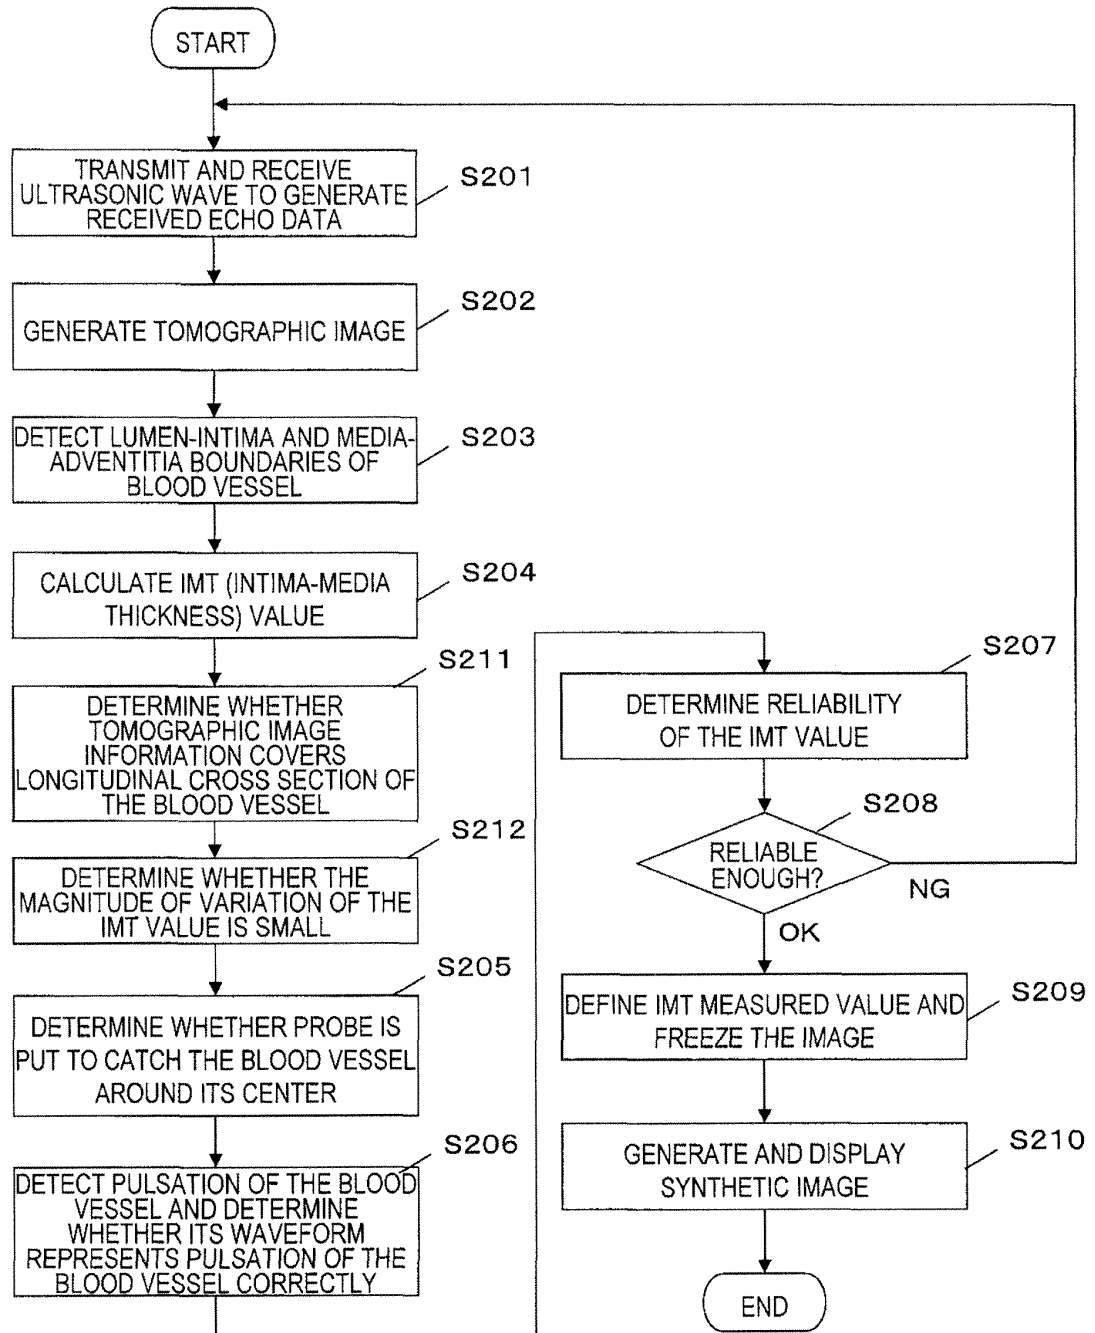 START
TRANSMIT AND RECEIVE
ULTRASONIC WAVE TO GENERATE
RECEIVED ECHO DATA
S201
GENERATE TOMOGRAPHIC IMAGE
S202
DETECT LUMEN-INTIMA AND MEDIA-
ADVENTITIA BOUNDARIES OF
BLOOD VESSEL
S203
CALCULATE IMT (INTIMA-MEDIA
THICKNESS) VALUE
S204
DETERMINE WHETHER
TOMOGRAPHIC IMAGE
INFORMATION COVERS
LONGITUDINAL CROSS SECTION OF
THE BLOOD VESSEL
S211
DETERMINE WHETHER THE
MAGNITUDE OF VARIATION OF THE
IMT VALUE IS SMALL
S212
DETERMINE WHETHER PROBE IS
PUT TO CATCH THE BLOOD VESSEL
AROUND ITS CENTER
S205
DETECT PULSATION OF THE BLOOD
VESSEL AND DETERMINE
WHETHER ITS WAVEFORM
REPRESENTS PULSATION OF THE
BLOOD VESSEL CORRECTLY
S206
DETERMINE RELIABILITY
OF THE IMT VALUE
S207
RELIABLE
ENOUGH?
S208
NG
OK
DEFINE IMT MEASURED VALUE AND
FREEZE THE IMAGE
S209
GENERATE AND DISPLAY
SYNTHETIC IMAGE
S210
END